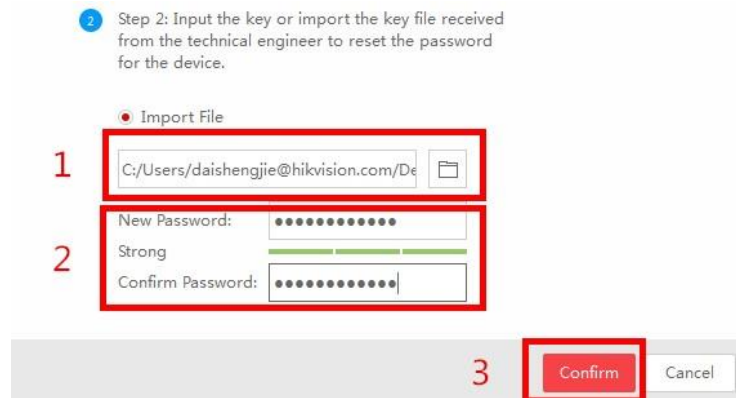 2 Step 2: Input the key or import the key file received
from the technical engineer to reset the password
for the device.
Import File
1 C:/Users/daishengjie@hikvision.com/De
New Password: ●●●●●●●●●●●●
2 Strong
Confirm Password: ●●●●●●●●●●●●
3 Confirm Cancel